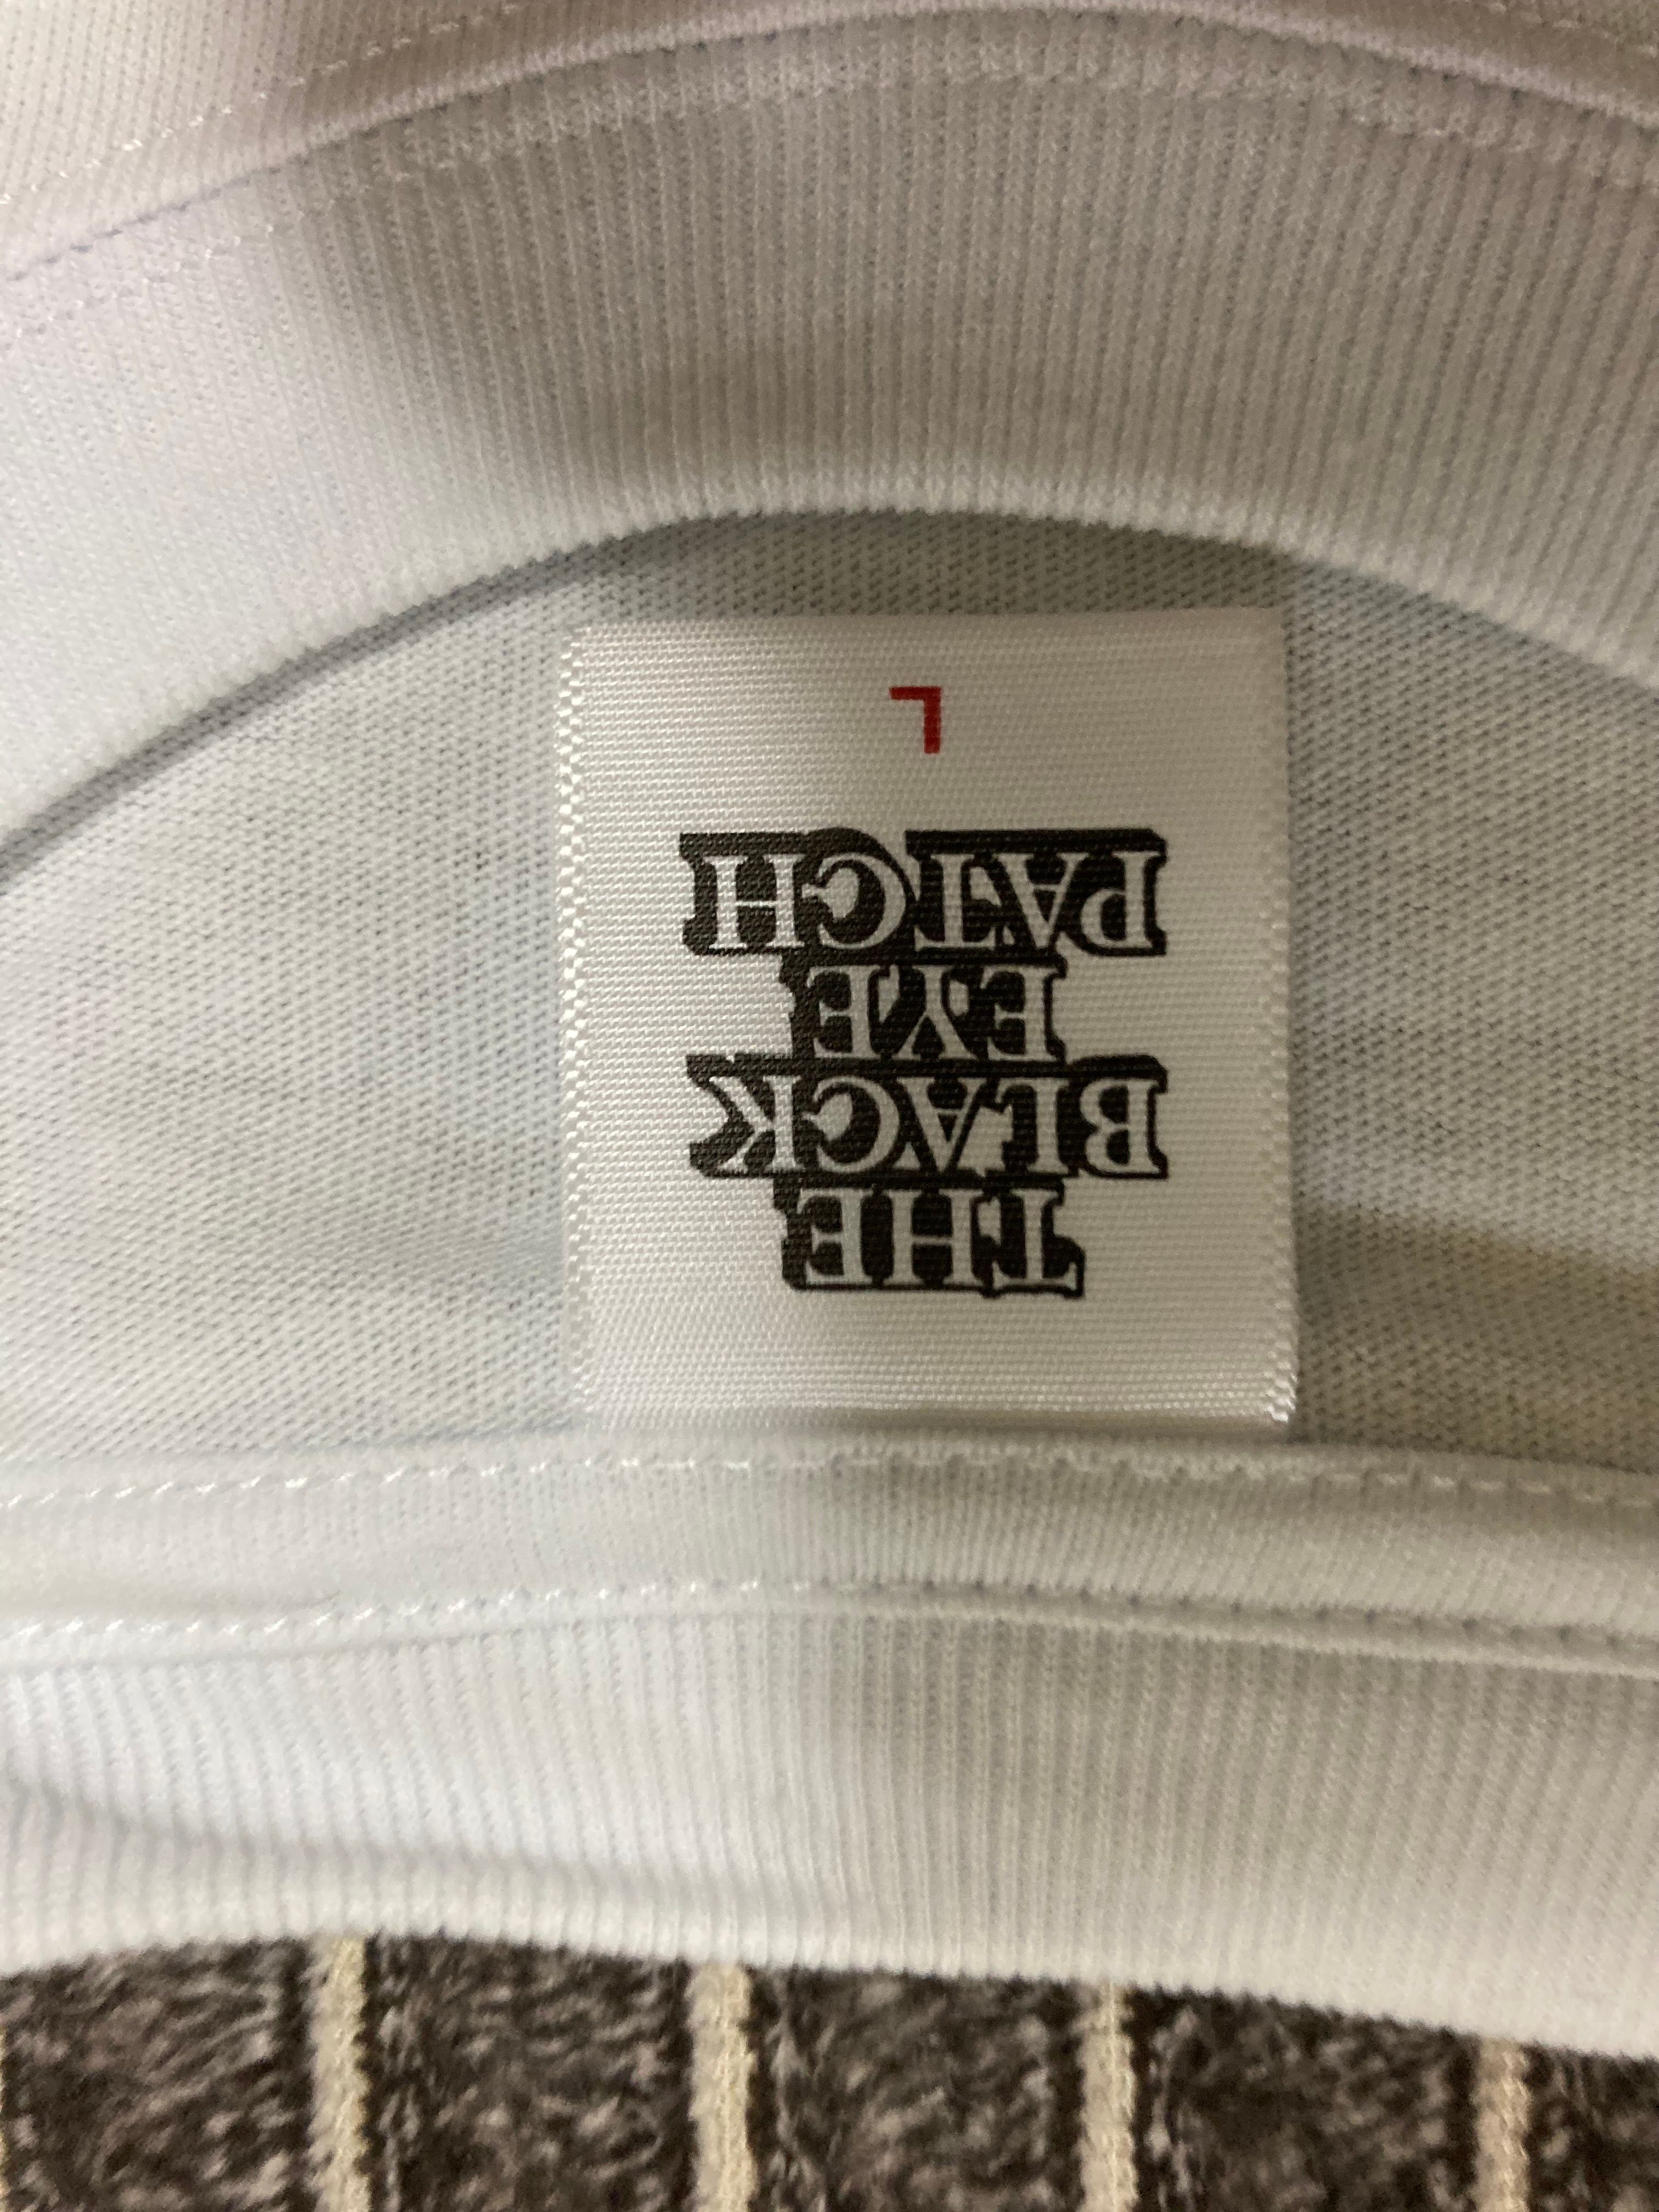 THE
BLACK
EYE
PATCH
L